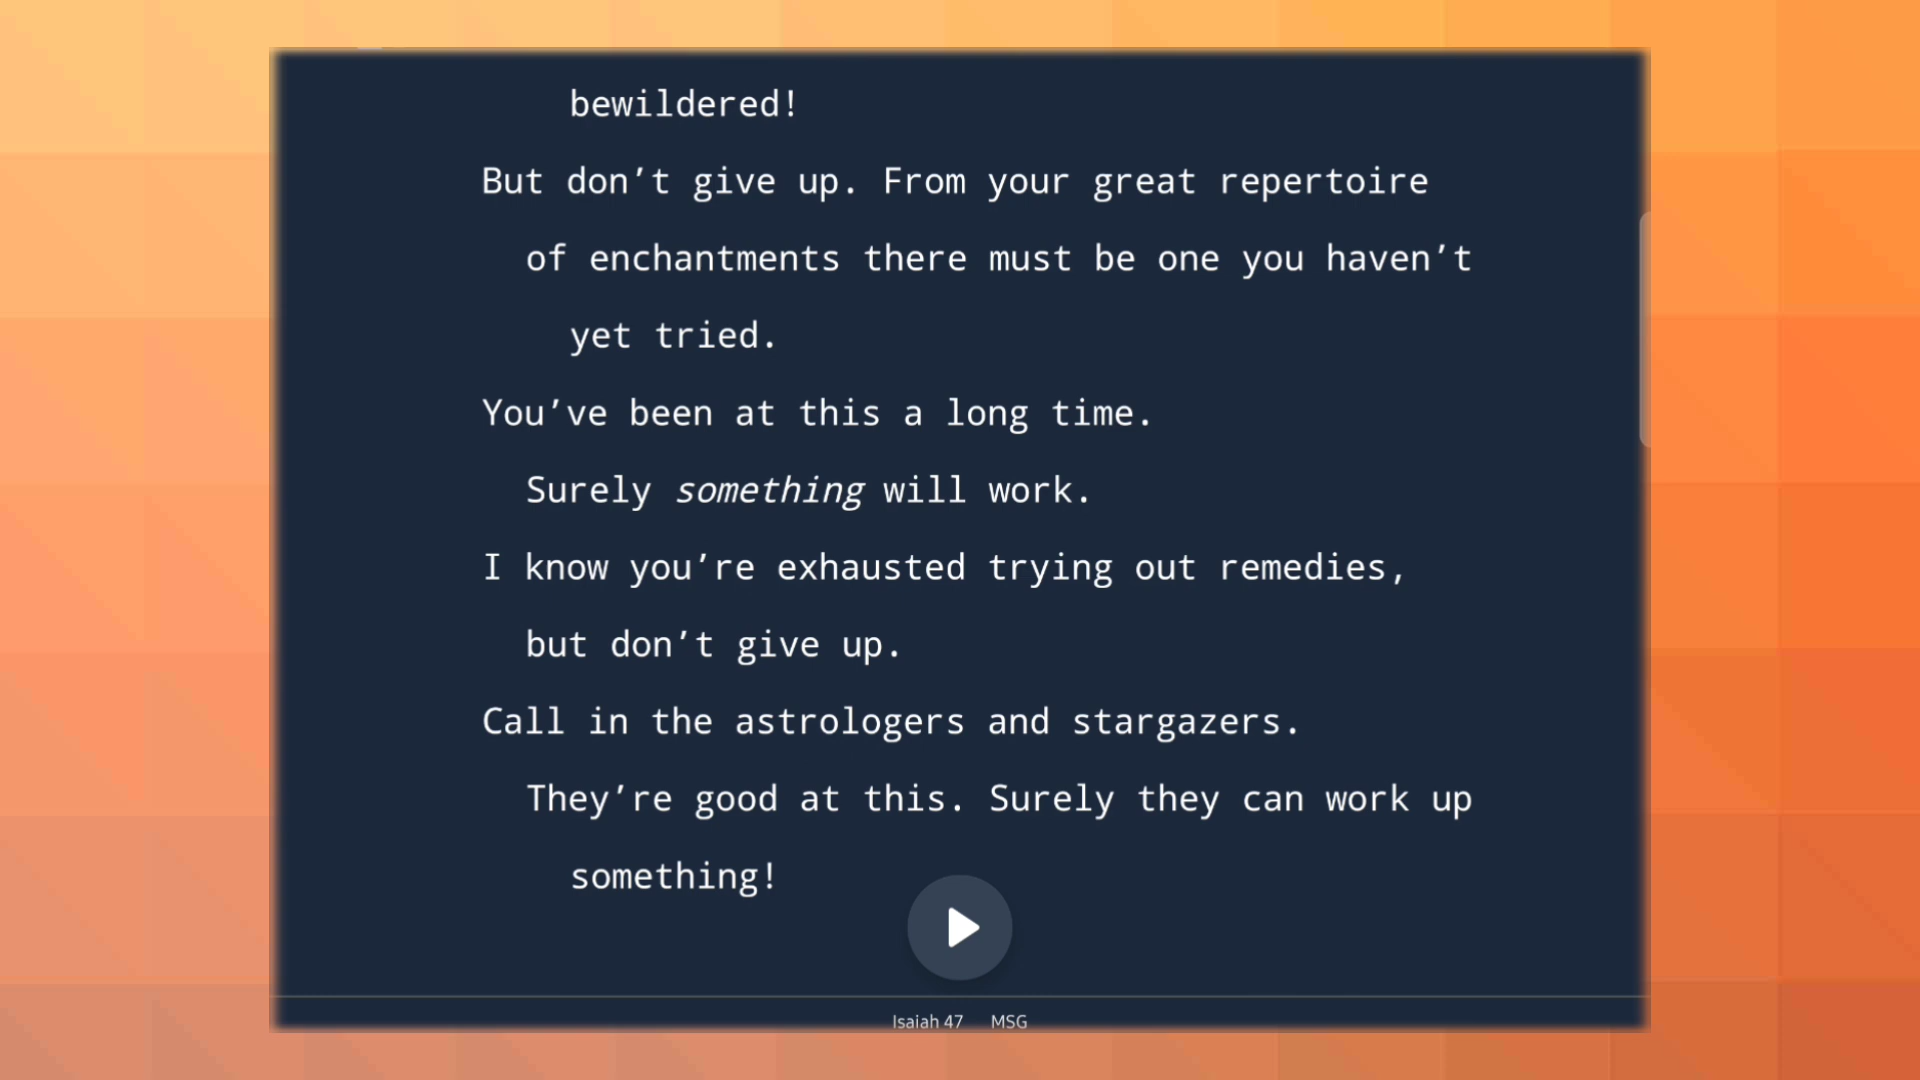 bewildered!
But don’t give up. From your great repertoire
of enchantments there must be one you haven’t
yet tried.
You’ve been at this a long time.
Surely something will work.
I know you’re exhausted trying out remedies,
but don’t give up.
Call in the astrologers and stargazers.
They’re good at this. Surely they can work up
something!
Isaiah 47 MSG